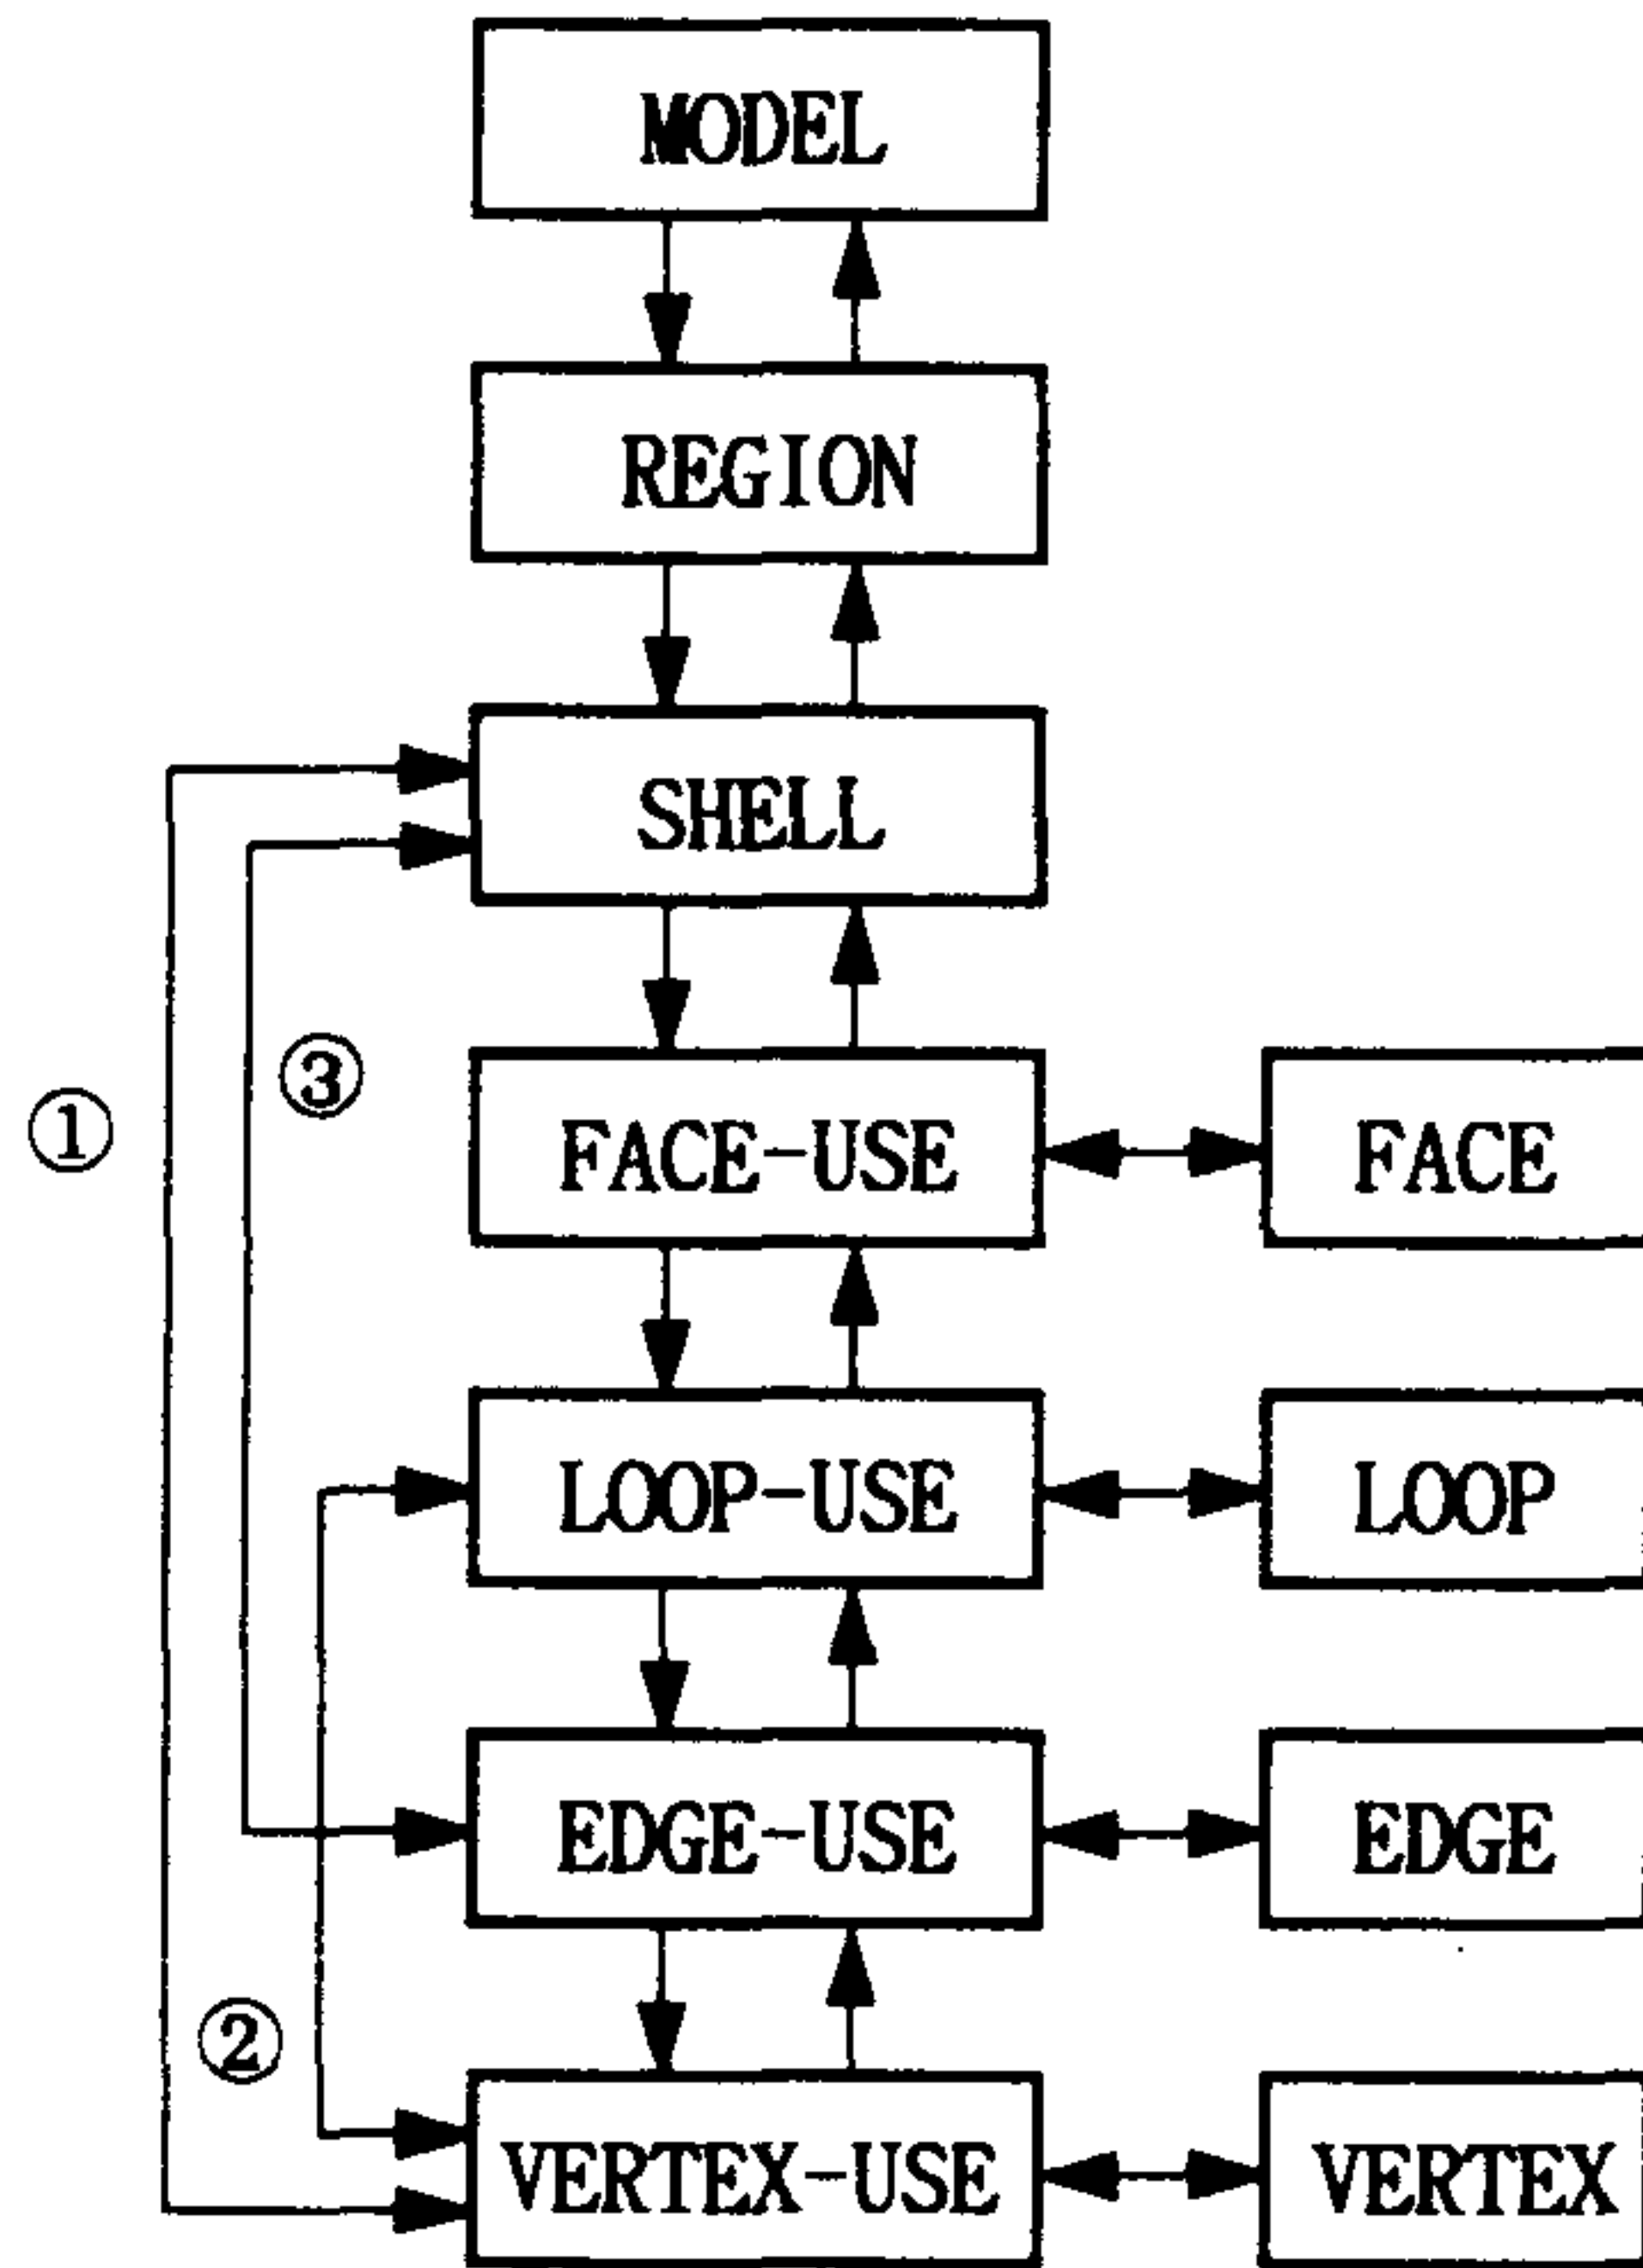 MODEL
REGION
SHELL
③
①
FACE-USE FACE
LOOP-USE LOOP
EDGE-USE EDGE
②
VERTEX-USE VERTEX